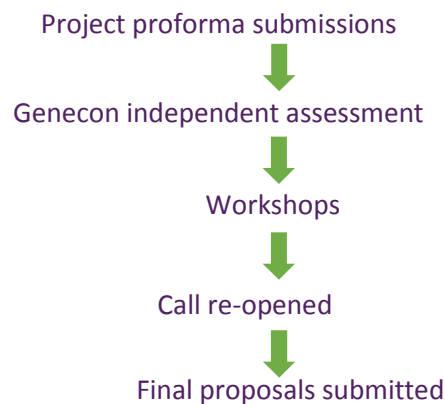 Project proforma submissions
Genecon independent assessment
Workshops
Call re-opened
Final proposals submitted